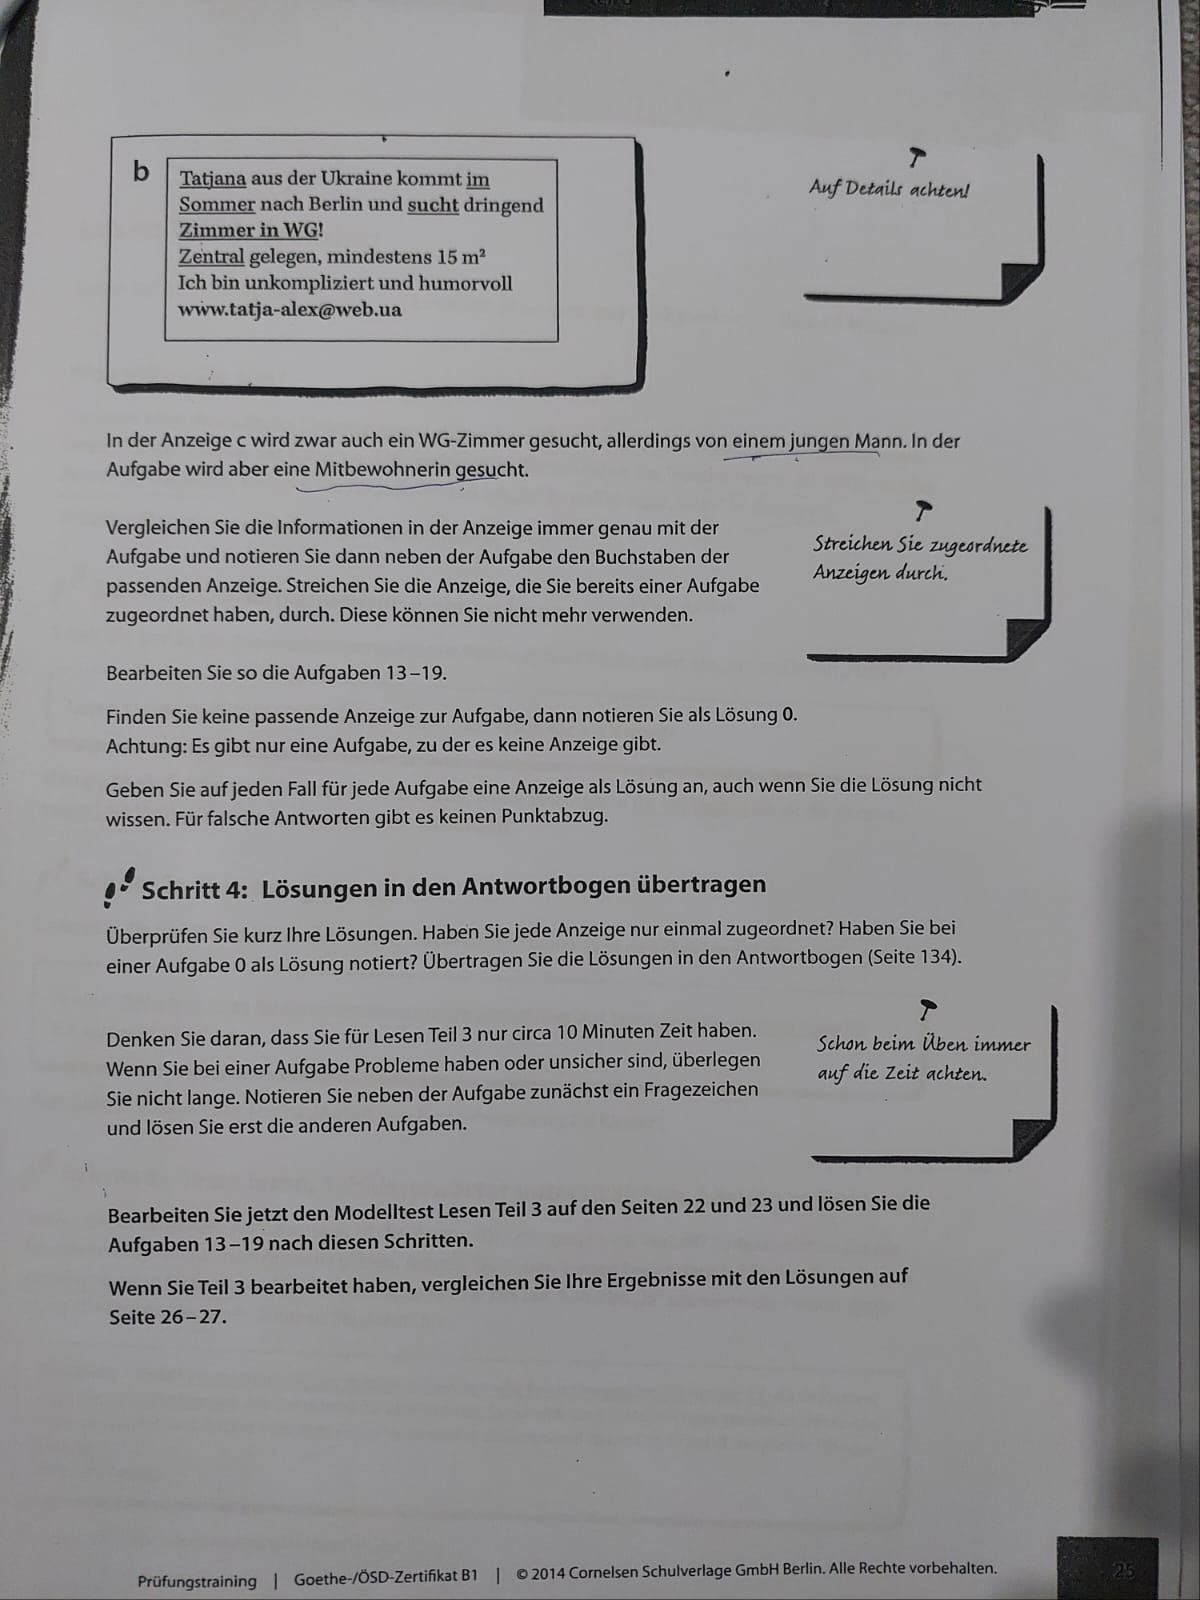 b
Tatjana aus der Ukraine kommt im
Sommer nach Berlin und sucht dringend
Zimmer in WG!
Zentral gelegen, mindestens 15 m²
Ich bin unkompliziert und humorvoll
www.tatja-alex@web.ua
Auf Details achten!
In der Anzeige c wird zwar auch ein WG-Zimmer gesucht, allerdings von einem jungen Mann. In der
Aufgabe wird aber eine Mitbewohnerin gesucht.
Vergleichen Sie die Informationen in der Anzeige immer genau mit der
Aufgabe und notieren Sie dann neben der Aufgabe den Buchstaben der
passenden Anzeige. Streichen Sie die Anzeige, die Sie bereits einer Aufgabe
zugeordnet haben, durch. Diese können Sie nicht mehr verwenden.
Streichen Sie zugeordnete
Anzeigen durch.
Bearbeiten Sie so die Aufgaben 13–19.
Finden Sie keine passende Anzeige zur Aufgabe, dann notieren Sie als Lösung 0.
Achtung: Es gibt nur eine Aufgabe, zu der es keine Anzeige gibt.
Geben Sie auf jeden Fall für jede Aufgabe eine Anzeige als Lösung an, auch wenn Sie die Lösung nicht
wissen. Für falsche Antworten gibt es keinen Punktabzug.
Schritt 4: Lösungen in den Antwortbogen übertragen
Überprüfen Sie kurz Ihre Lösungen. Haben Sie jede Anzeige nur einmal zugeordnet? Haben Sie bei
einer Aufgabe 0 als Lösung notiert? Übertragen Sie die Lösungen in den Antwortbogen (Seite 134).
Denken Sie daran, dass Sie für Lesen Teil 3 nur circa 10 Minuten Zeit haben.
Wenn Sie bei einer Aufgabe Probleme haben oder unsicher sind, überlegen
Sie nicht lange. Notieren Sie neben der Aufgabe zunächst ein Fragezeichen
und lösen Sie erst die anderen Aufgaben.
Schon beim Üben immer
auf die Zeit achten.
Bearbeiten Sie jetzt den Modelltest Lesen Teil 3 auf den Seiten 22 und 23 und lösen Sie die
Aufgaben 13–19 nach diesen Schritten.
Wenn Sie Teil 3 bearbeitet haben, vergleichen Sie Ihre Ergebnisse mit den Lösungen auf
Seite 26–27.
Prüfungstraining | Goethe-/ÖSD-Zertifikat B1 | © 2014 Cornelsen Schulverlage GmbH Berlin. Alle Rechte vorbehalten.
25